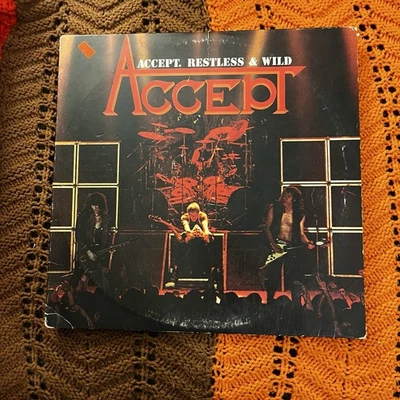 ACCEPT. RESTLESS & WILD
ACCEPT